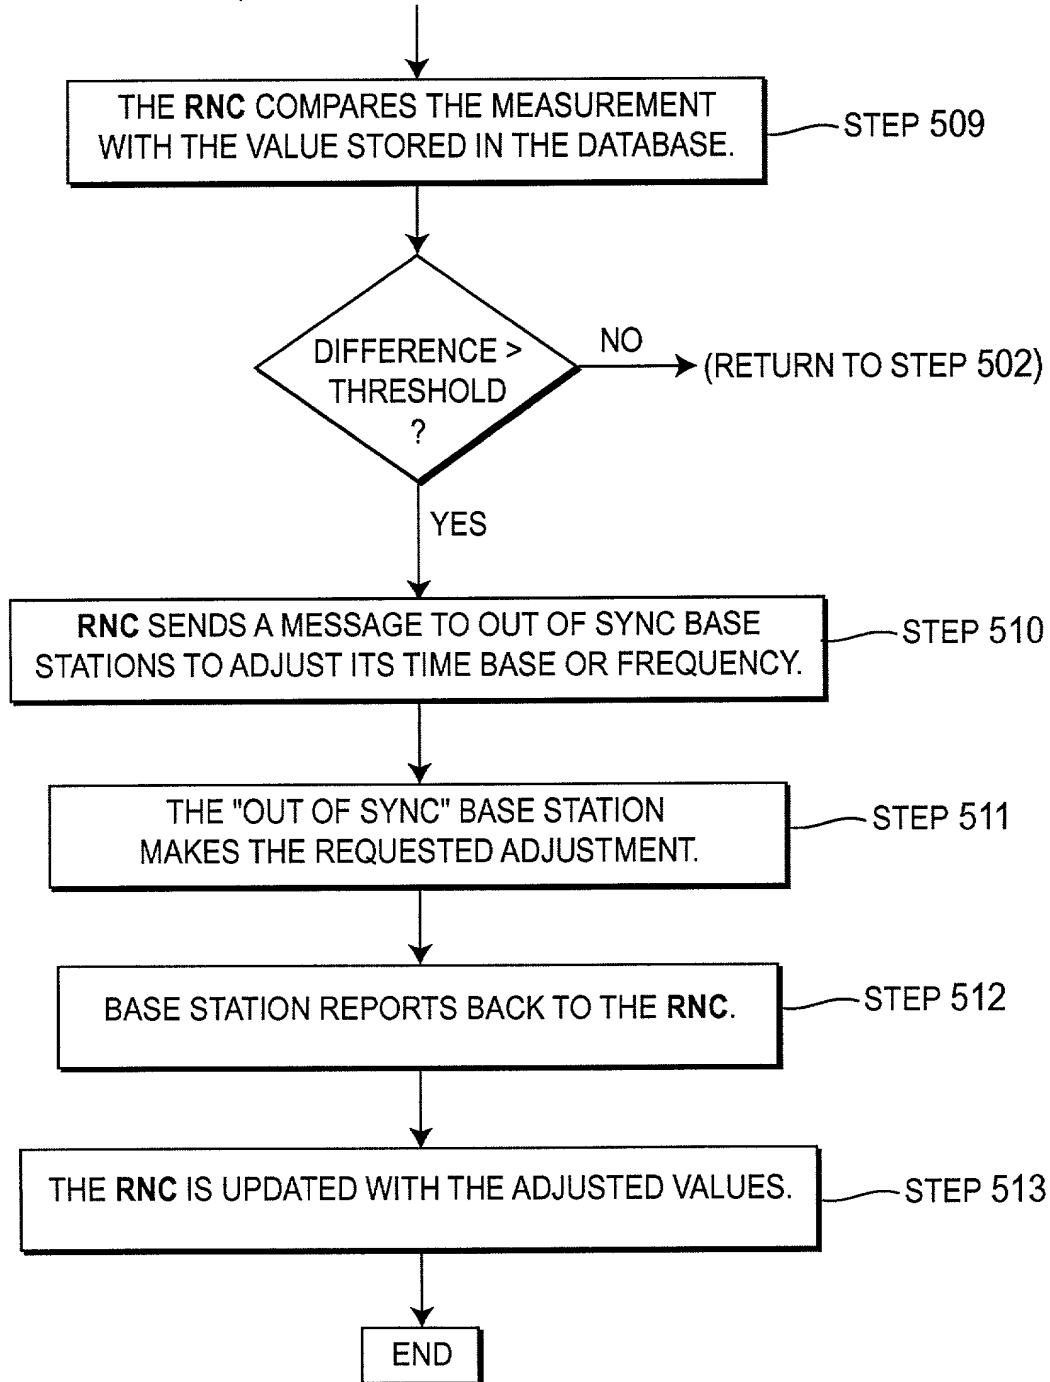 THE RNC COMPARES THE MEASUREMENT
WITH THE VALUE STORED IN THE DATABASE.
STEP 509
DIFFERENCE >
THRESHOLD
?
NO
(RETURN TO STEP 502)
YES
RNC SENDS A MESSAGE TO OUT OF SYNC BASE
STATIONS TO ADJUST ITS TIME BASE OR FREQUENCY.
STEP 510
THE "OUT OF SYNC" BASE STATION
MAKES THE REQUESTED ADJUSTMENT.
STEP 511
BASE STATION REPORTS BACK TO THE RNC.
STEP 512
THE RNC IS UPDATED WITH THE ADJUSTED VALUES.
STEP 513
END